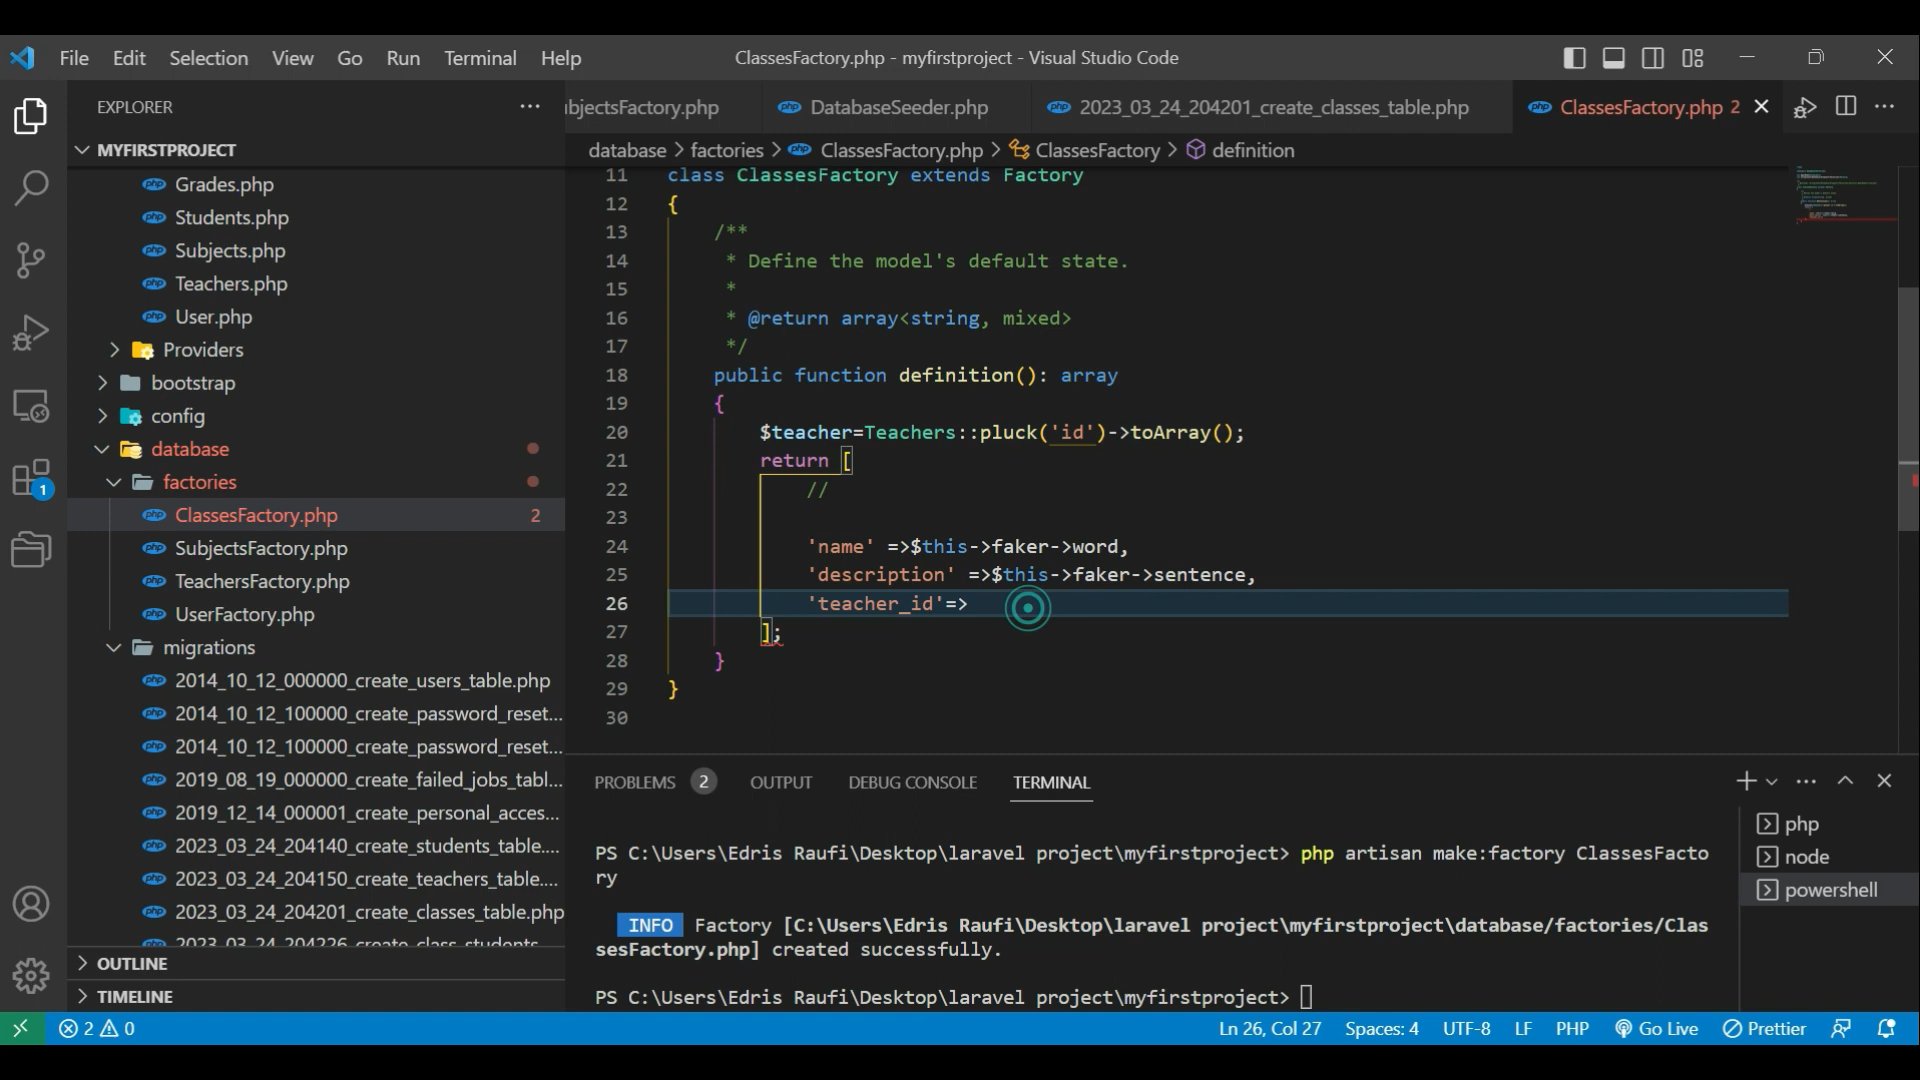 File Edit Selection View Go Run Terminal Help ClassesFactory.php - myfirstproject - Visual Studio Code
EXPLORER
MYFIRSTPROJECT
Grades.php
Students.php
Subjects.php
Teachers.php
User.php
Providers
bootstrap
config
database
factories
ClassesFactory.php 2
SubjectsFactory.php
TeachersFactory.php
UserFactory.php
migrations
2014_10_12_000000_create_users_table.php
2014_10_12_100000_create_password_reset...
2014_10_12_100000_create_password_reset...
2019_08_19_000000_create_failed_jobs_tabl...
2019_12_14_000001_create_personal_acces...
2023_03_24_204140_create_students_table....
2023_03_24_204150_create_teachers_table....
2023_03_24_204201_create_classes_table.php
2023_03_24_204226_create_class_students
OUTLINE
TIMELINE
1
bjectsFactory.php DatabaseSeeder.php 2023_03_24_204201_create_classes_table.php ClassesFactory.php 2
database > factories > ClassesFactory.php > ClassesFactory > definition
11 class ClassesFactory extends Factory
12 {
13 /**
14 * Define the model's default state.
15 *
16 * @return array<string, mixed>
17 */
18 public function definition(): array
19 {
20 $teacher=Teachers::pluck('id')->toArray();
21 return [
22 //
23
24 'name' =>$this->faker->word,
25 'description' =>$this->faker->sentence,
26 'teacher_id'=>
27 ];
28 }
29 }
30
PROBLEMS 2 OUTPUT DEBUG CONSOLE TERMINAL
PS C:\Users\Edris Raufi\Desktop\laravel project\myfirstproject> php artisan make:factory ClassesFacto
ry
INFO Factory [C:\Users\Edris Raufi\Desktop\laravel project\myfirstproject\database/factories/Clas
sesFactory.php] created successfully.
PS C:\Users\Edris Raufi\Desktop\laravel project\myfirstproject>
php
node
powershell
2 0 Ln 26, Col 27 Spaces: 4 UTF-8 LF PHP Go Live Prettier